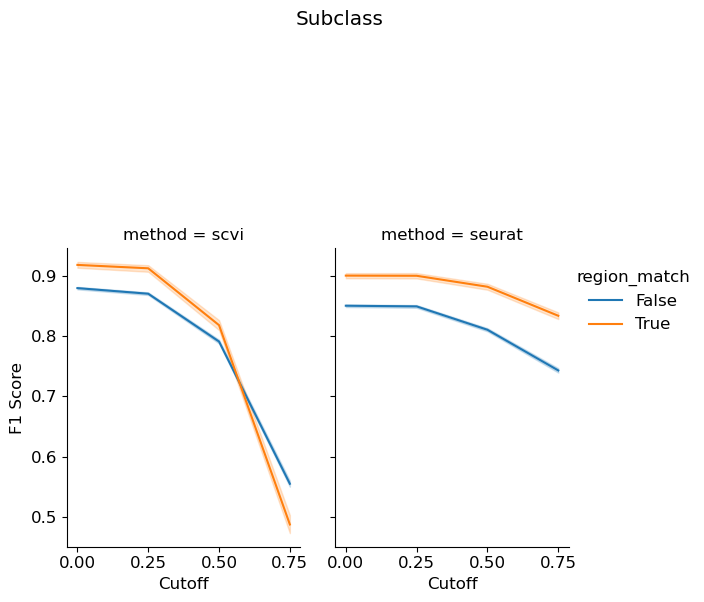 Subclass
method = scvi
method = seurat
F1 Score
0.9
0.8
0.7
0.6
0.5
0.00 0.25 0.50 0.75
0.00 0.25 0.50 0.75
Cutoff
Cutoff
region_match
False
True